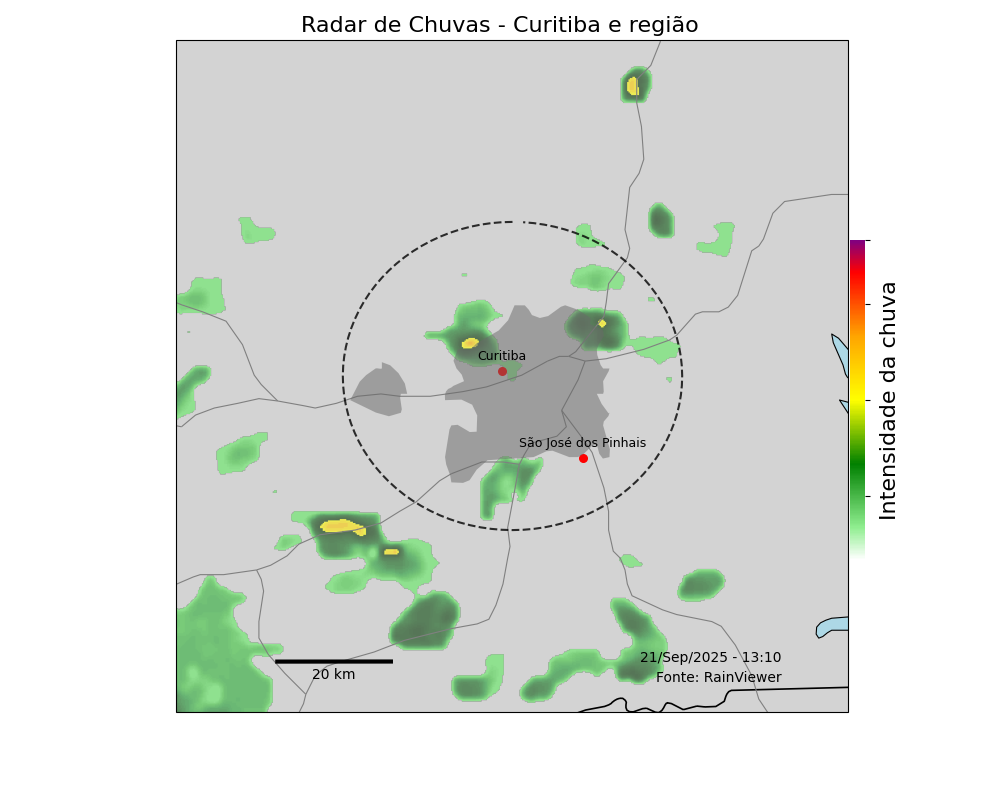 Radar de Chuvas - Curitiba e região
Curitiba
São José dos Pinhais
Intensidade da chuva
21/Sep/2025 - 13:10
20 km
Fonte: RainViewer